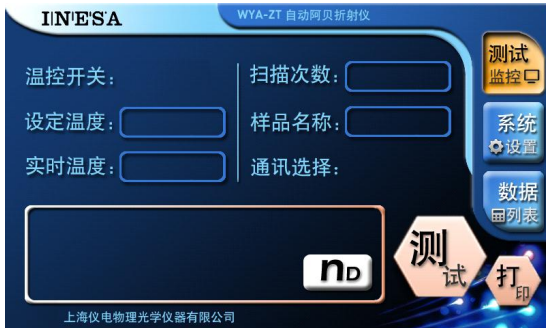 INESA
WYA-ZT 自动阿贝折射仪
温控开关：
设定温度：
实时温度：
扫描次数：
样品名称：
通讯选择：
测试
监控
系统
设置
数据
列表
nD
测试
打印
上海仪电物理光学仪器有限公司